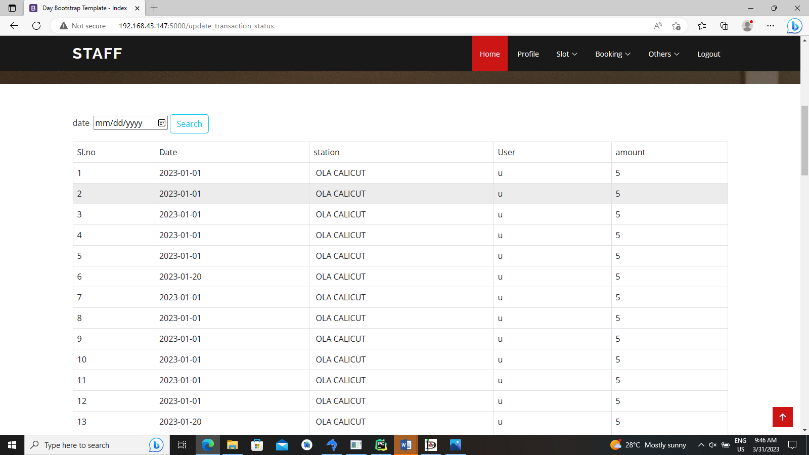 Day Bootstrap Template - Index
Not secure 192.168.43.147:5000/update_transaction_status
STAFF Home Profile Slot Booking Others Logout
date mm/dd/yyyy Search
Sl.no Date station User amount
1 2023-01-01 OLA CALICUT u 5
2 2023-01-01 OLA CALICUT u 5
3 2023-01-01 OLA CALICUT u 5
4 2023-01-01 OLA CALICUT u 5
5 2023-01-01 OLA CALICUT u 5
6 2023-01-20 OLA CALICUT u 5
7 2023-01-01 OLA CALICUT u 5
8 2023-01-01 OLA CALICUT u 5
9 2023-01-01 OLA CALICUT u 5
10 2023-01-01 OLA CALICUT u 5
11 2023-01-01 OLA CALICUT u 5
12 2023-01-01 OLA CALICUT u 5
13 2023-01-20 OLA CALICUT u 5
Type here to search 28°C Mostly sunny ENG 9:46 AM
US 3/31/2023